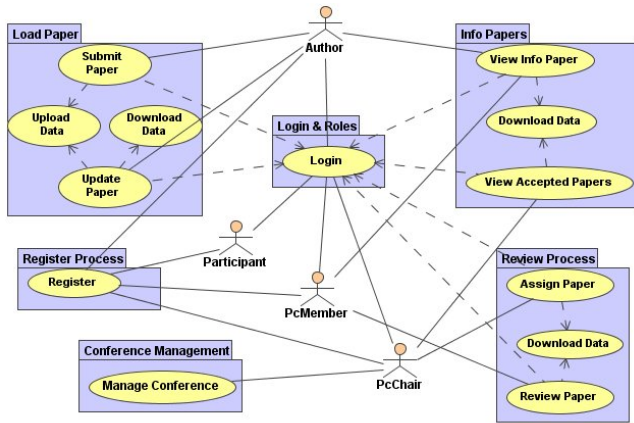 Load Paper
Submit
Paper
Upload
Data
Download
Data
Update
Paper
Author
Info Papers
View Info Paper
Download Data
View Accepted Papers
Login & Roles
Login
Participant
Register Process
Register
PcMember
Review Process
Assign Paper
Download Data
Review Paper
Conference Management
Manage Conference
PcChair